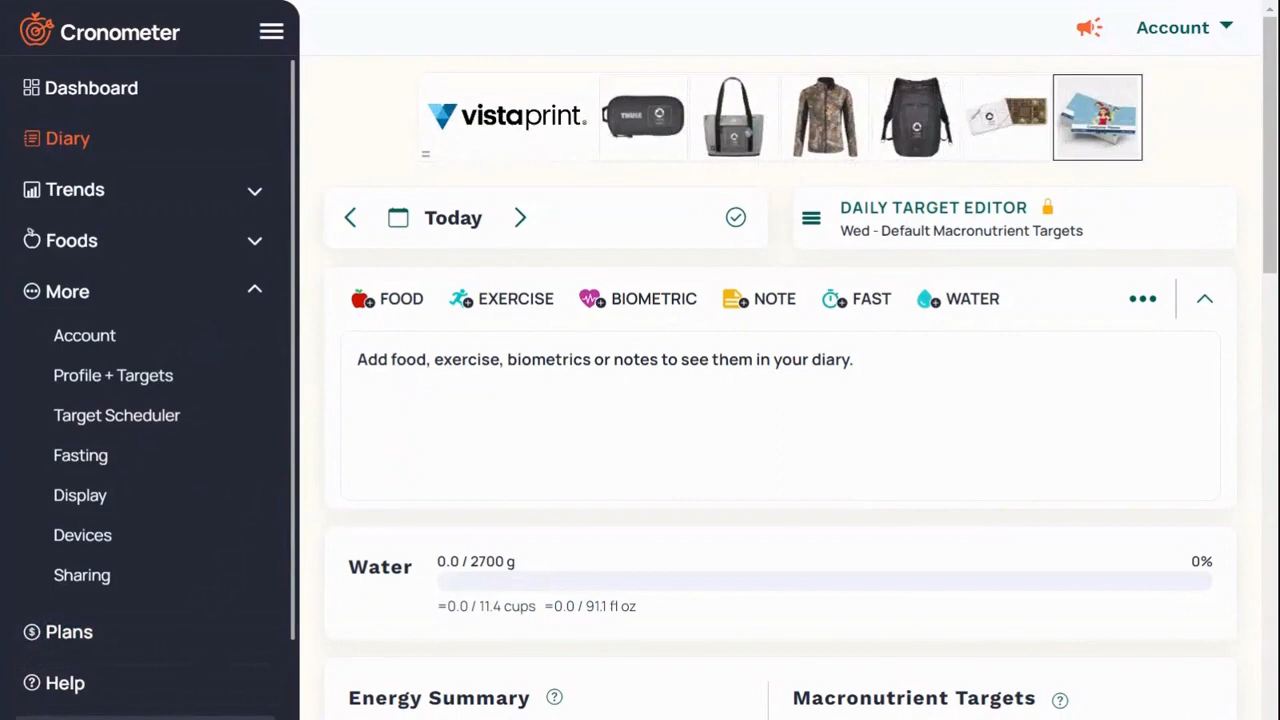 Cronometer
Dashboard
Diary
Trends
Foods
More
Account
Profile + Targets
Target Scheduler
Fasting
Display
Devices
Sharing
Plans
Help
Account
vistaprint.
THULE
Today
DAILY TARGET EDITOR
Wed - Default Macronutrient Targets
FOOD EXERCISE BIOMETRIC NOTE FAST WATER
Add food, exercise, biometrics or notes to see them in your diary.
Water 0.0 / 2700 g 0%
=0.0 / 11.4 cups =0.0 / 91.1 fl oz
Energy Summary
Macronutrient Targets